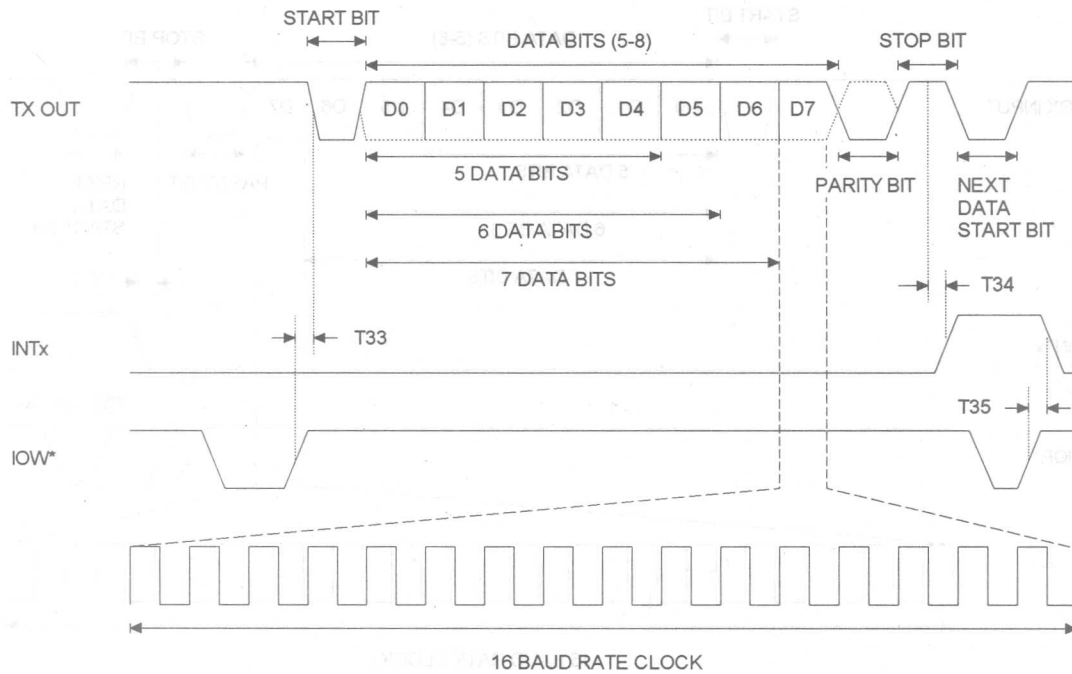 START BIT
DATA BITS (5-8)
STOP BIT
TX OUT
D0 D1 D2 D3 D4 D5 D6 D7
5 DATA BITS
PARITY BIT
NEXT
DATA
START BIT
6 DATA BITS
7 DATA BITS
T34
T33
INTx
T35
IOW*
16 BAUD RATE CLOCK